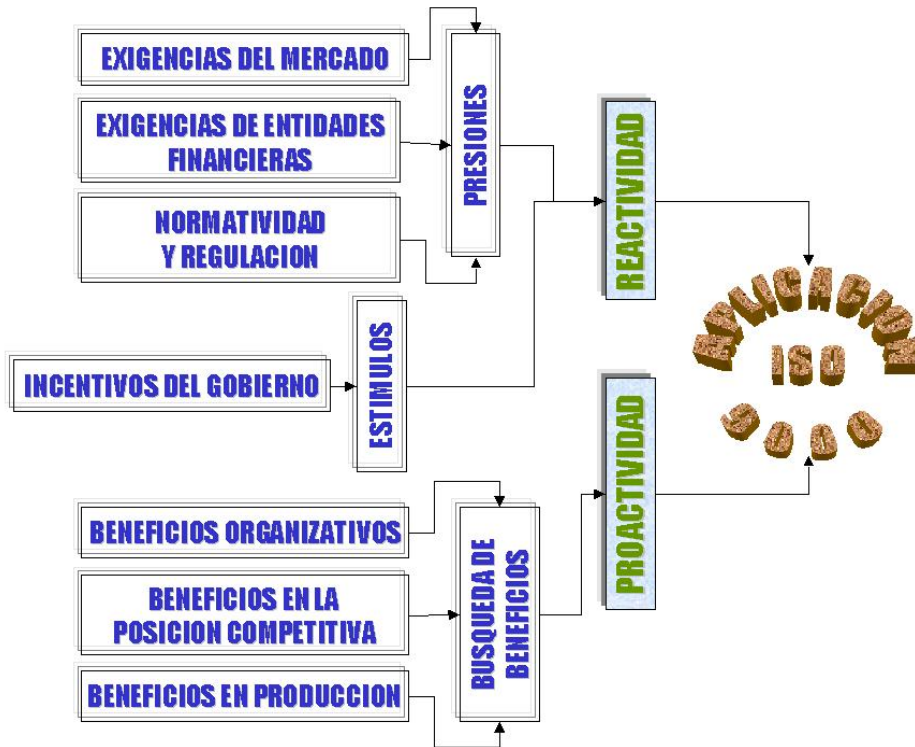 EXIGENCIAS DEL MERCADO
EXIGENCIAS DE ENTIDADES
FINANCIERAS
NORMATIVIDAD
Y REGULACION
PRESIONES
INCENTIVOS DEL GOBIERNO
ESTIMULOS
REACTIVIDAD
BENEFICIOS ORGANIZATIVOS
BENEFICIOS EN LA
POSICION COMPETITIVA
BENEFICIOS EN PRODUCCION
BUSQUEDA DE
BENEFICIOS
PROACTIVIDAD
APLICACION
ISO
9000